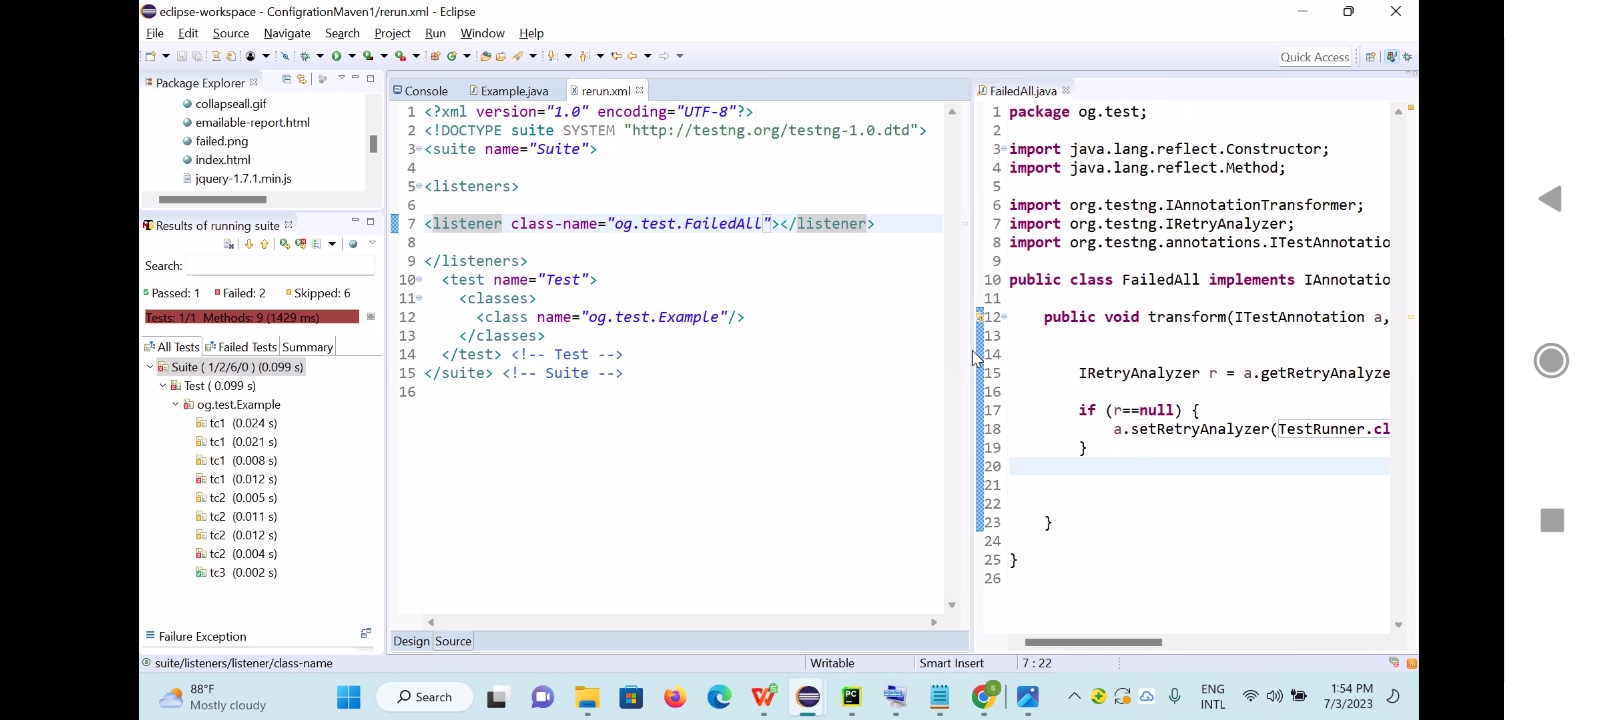 eclipse-workspace - ConfigrationMaven1/rerun.xml - Eclipse
File Edit Source Navigate Search Project Run Window Help
Quick Access
Package Explorer
collapseall.gif
emailable-report.html
failed.png
index.html
jquery-1.7.1.min.js
Results of running suite
Search:
Passed: 1 Failed: 2 Skipped: 6
Tests: 1/1 Methods: 9 (1429 ms)
All Tests Failed Tests Summary
Suite ( 1/2/6/0 ) (0.099 s)
Test ( 0.099 s)
og.test.Example
tc1 (0.024 s)
tc1 (0.021 s)
tc1 (0.008 s)
tc1 (0.012 s)
tc2 (0.005 s)
tc2 (0.011 s)
tc2 (0.012 s)
tc2 (0.004 s)
tc3 (0.002 s)
Failure Exception
Console Example.java rerun.xml
1 <?xml version="1.0" encoding="UTF-8"?>
2 <!DOCTYPE suite SYSTEM "http://testng.org/testng-1.0.dtd">
3 <suite name="Suite">
4
5 <listeners>
6
7 <listener class-name="og.test.FailedAll"></listener>
8
9 </listeners>
10 <test name="Test">
11 <classes>
12 <class name="og.test.Example"/>
13 </classes>
14 </test> <!-- Test -->
15 </suite> <!-- Suite -->
16
Design Source
FailedAll.java
1 package og.test;
2
3 import java.lang.reflect.Constructor;
4 import java.lang.reflect.Method;
5
6 import org.testng.IAnnotationTransformer;
7 import org.testng.IRetryAnalyzer;
8 import org.testng.annotations.ITestAnnotatio
9
10 public class FailedAll implements IAnnotatio
11
12 public void transform(ITestAnnotation a,
13
14
15 IRetryAnalyzer r = a.getRetryAnalyze
16
17 if (r==null) {
18 a.setRetryAnalyzer(TestRunner.cl
19 }
20
21
22
23 }
24
25 }
26
suite/listeners/listener/class-name
Writable Smart Insert 7 : 22
88°F
Mostly cloudy
Search
ENG
INTL
1:54 PM
7/3/2023